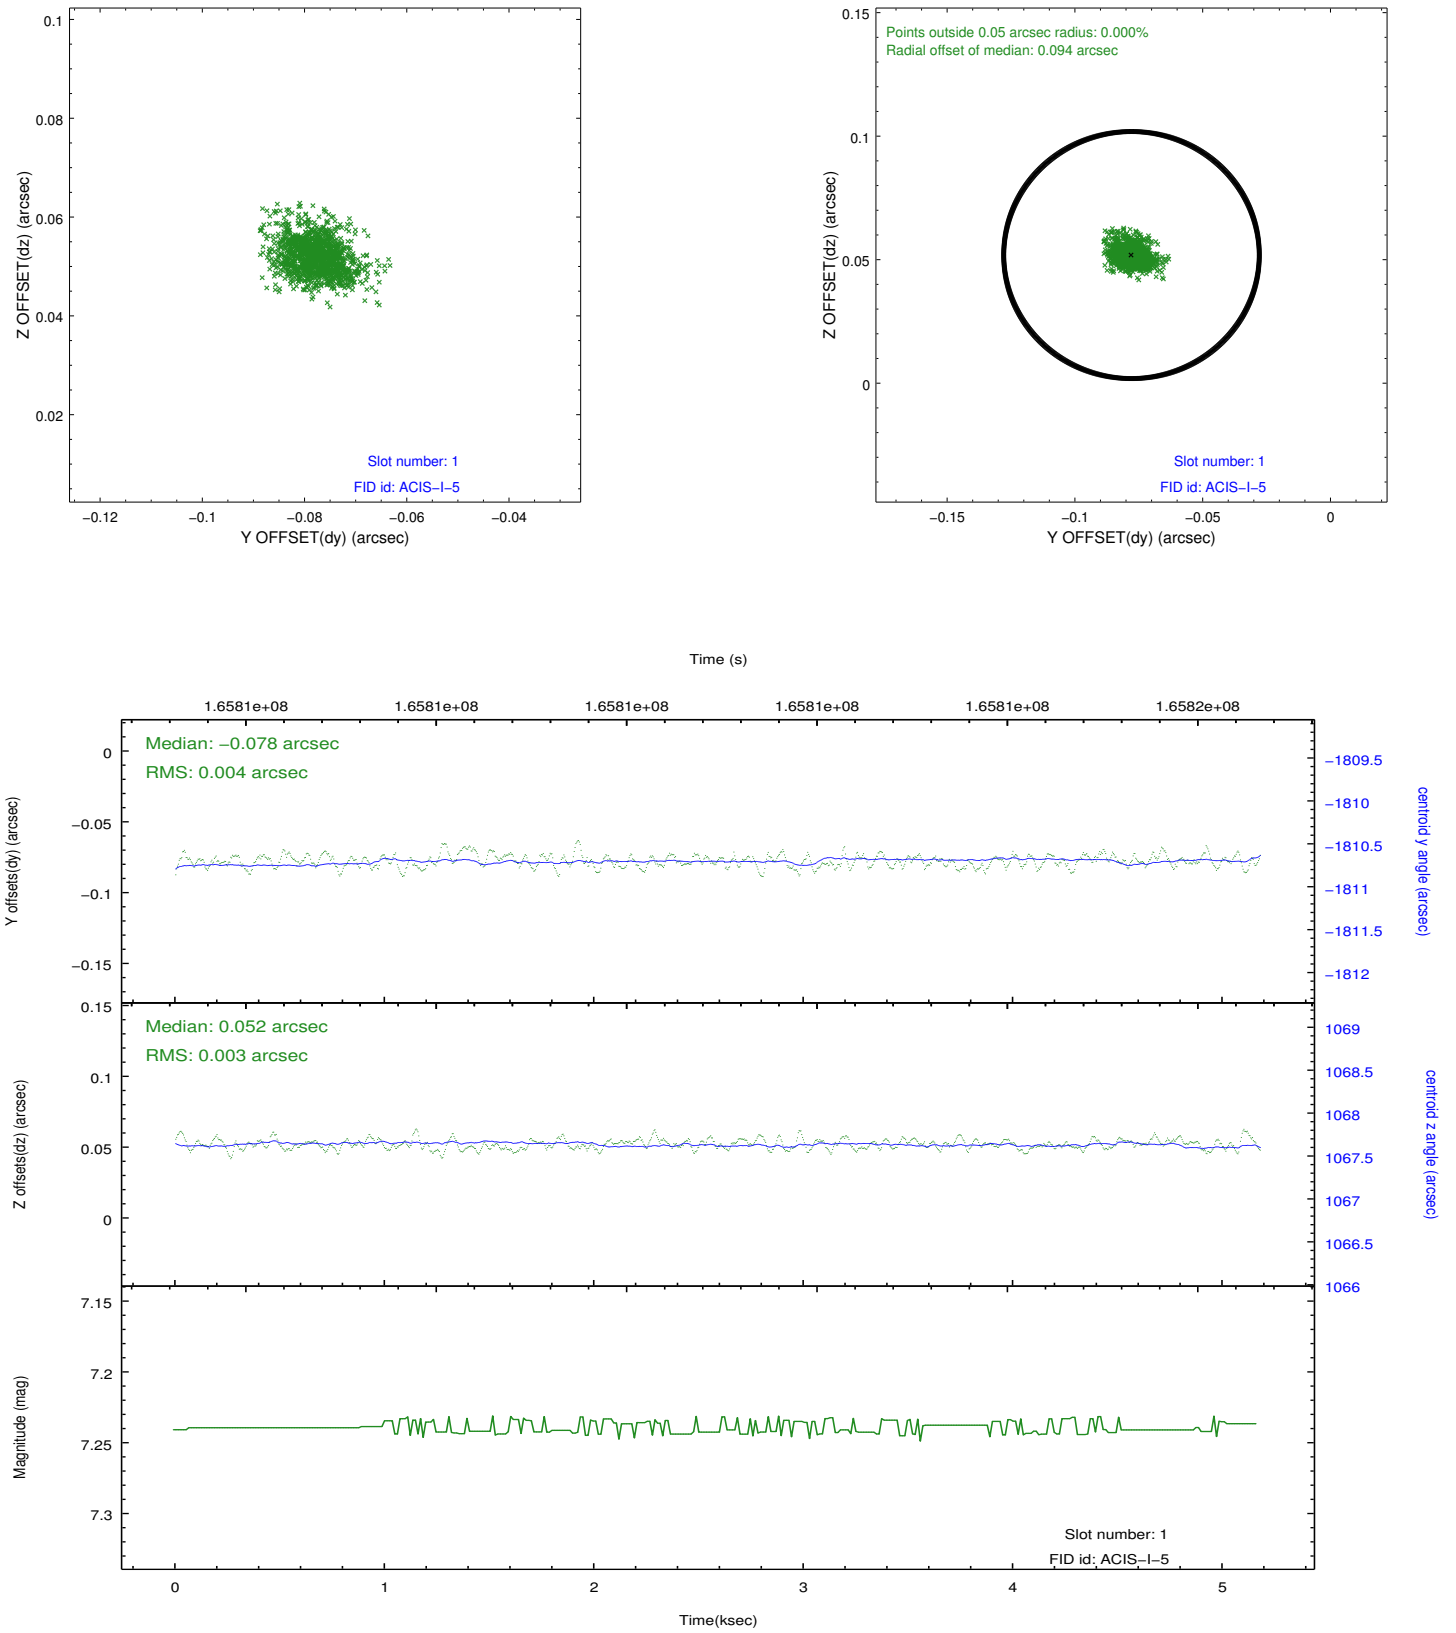 0.1
0.08
0.06
0.04
0.02
Z OFFSET(dz) (arcsec)
Slot number: 1
FID id: ACIS−I−5
−0.12 −0.1 −0.08 −0.06 −0.04
Y OFFSET(dy) (arcsec)
0.15
0.1
0.05
0
Z OFFSET(dz) (arcsec)
Points outside 0.05 arcsec radius: 0.000%
Radial offset of median: 0.094 arcsec
Slot number: 1
FID id: ACIS−I−5
−0.15 −0.1 −0.05 0
Y OFFSET(dy) (arcsec)
Time (s)
1.6581e+08 1.6581e+08 1.6581e+08 1.6581e+08 1.6581e+08 1.6582e+08
Median: −0.078 arcsec
RMS: 0.004 arcsec
0
−0.05
−0.1
−0.15
Y offsets(dy) (arcsec)
−1809.5
−1810
−1810.5
−1811
−1811.5
−1812
centroid y angle (arcsec)
Median: 0.052 arcsec
RMS: 0.003 arcsec
0.15
0.1
0.05
0
Z offsets(dz) (arcsec)
1069
1068.5
1068
1067.5
1067
1066.5
1066
centroid z angle (arcsec)
7.15
7.2
7.25
7.3
Magnitude (mag)
Slot number: 1
FID id: ACIS−I−5
0 1 2 3 4 5
Time(ksec)